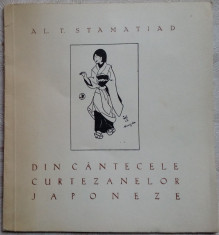 AL. T. STAMATIAD
DIN CÂNTECELE
CURTEZANELOR
JAPONEZE